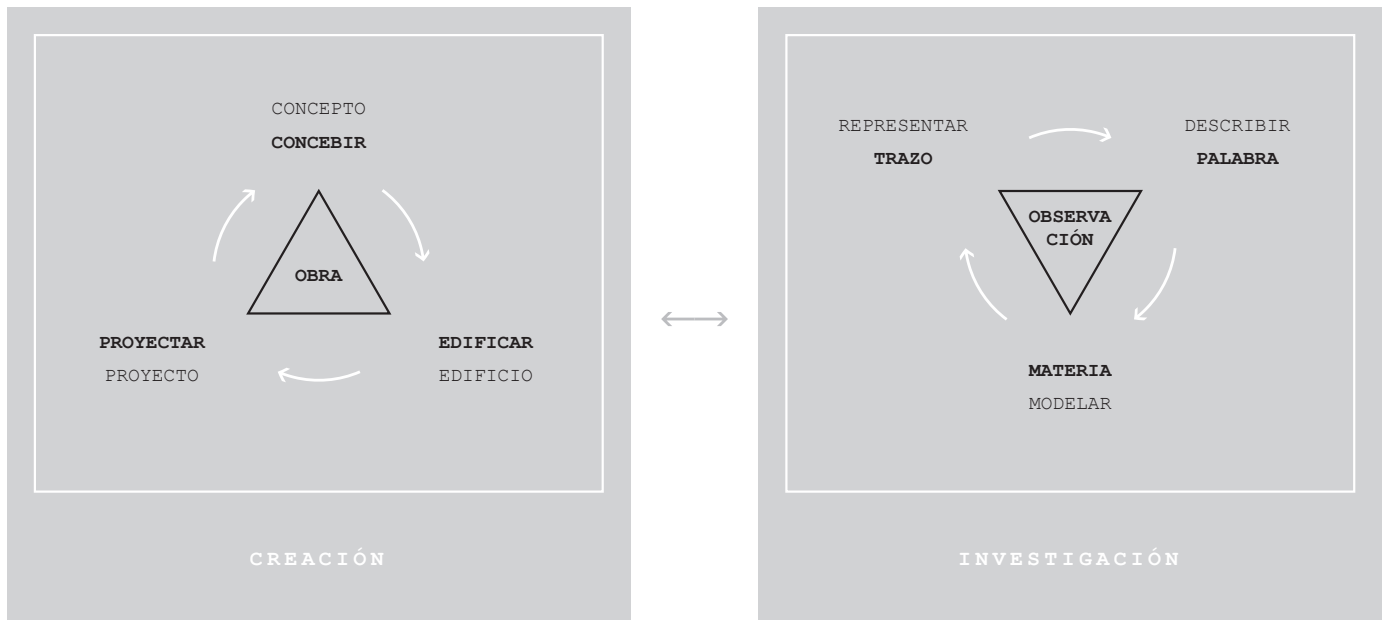 CONCEPTO
CONCEBIR
OBRA
PROYECTAR
PROYECTO
EDIFICAR
EDIFICIO
CREACIÓN
REPRESENTAR
TRAZO
DESCRIBIR
PALABRA
OBSERVA
CIÓN
MATERIA
MODELAR
INVESTIGACIÓN